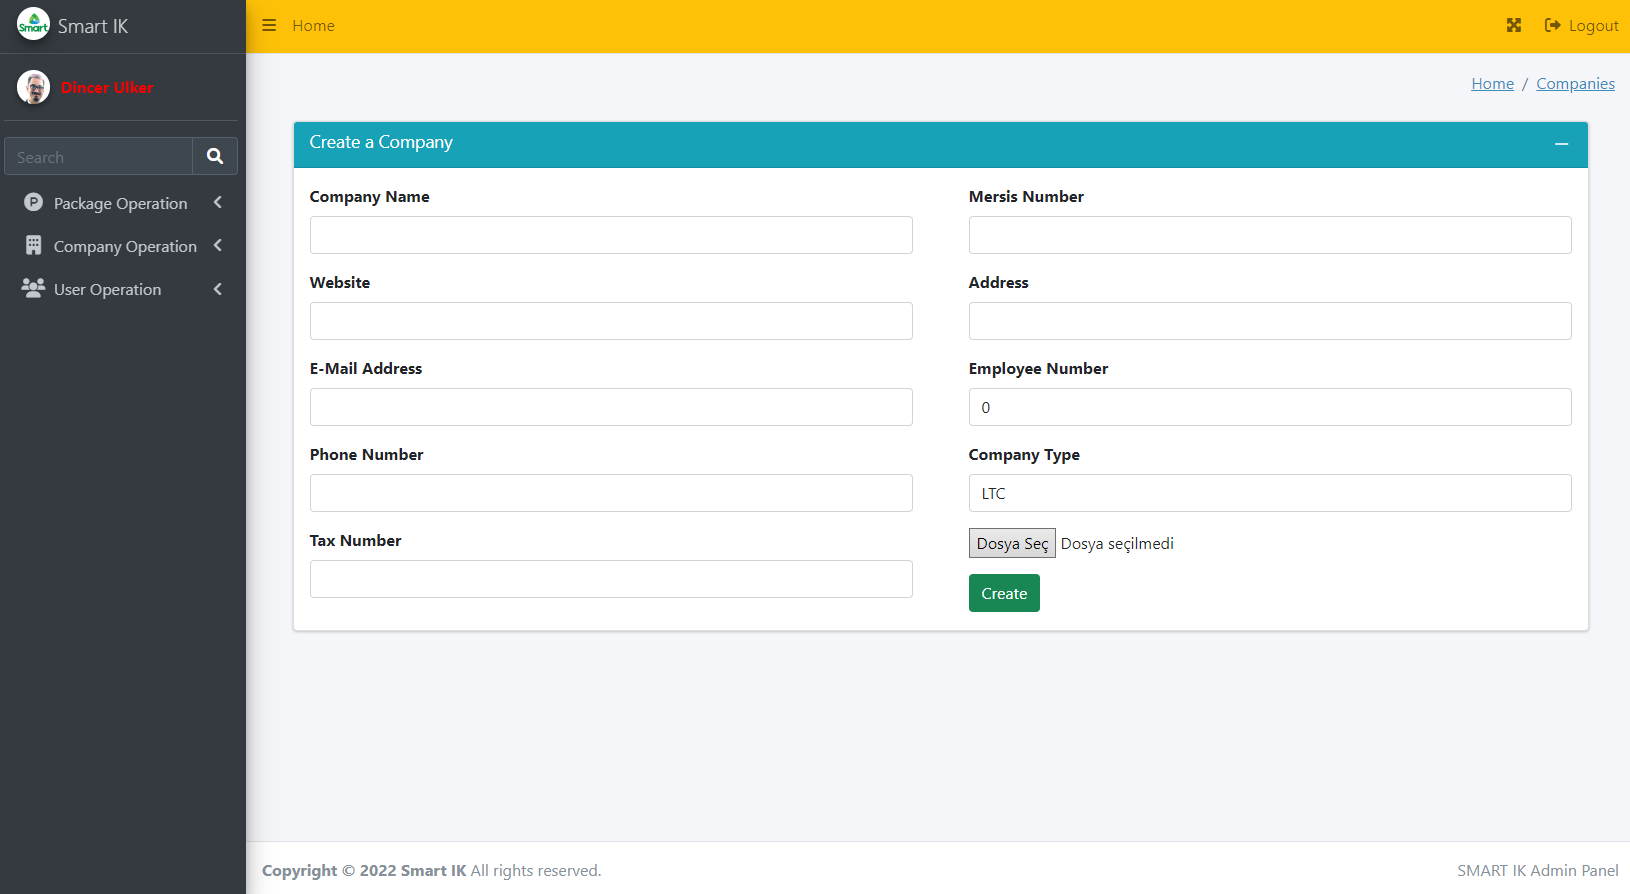 Smart
Smart IK
Home
Logout
Dincer Ulker
Home / Companies
Search
Package Operation
Company Operation
User Operation
Create a Company
Company Name
Mersis Number
Website
Address
E-Mail Address
Employee Number
0
Phone Number
Company Type
LTC
Tax Number
Dosya Seç Dosya seçilmedi
Create
Copyright © 2022 Smart IK All rights reserved.
SMART IK Admin Panel